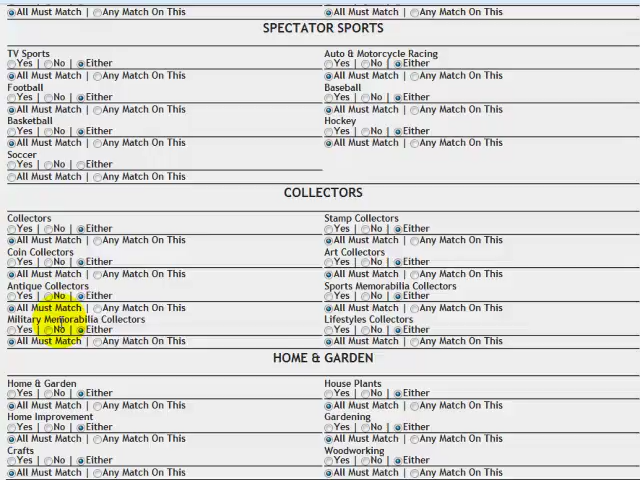 All Must Match | Any Match On This All Must Match | Any Match On This
SPECTATOR SPORTS
TV Sports Auto & Motorcycle Racing
Yes | No | Either Yes | No | Either
All Must Match | Any Match On This All Must Match | Any Match On This
Football Baseball
Yes | No | Either Yes | No | Either
All Must Match | Any Match On This All Must Match | Any Match On This
Basketball Hockey
Yes | No | Either Yes | No | Either
All Must Match | Any Match On This All Must Match | Any Match On This
Soccer
Yes | No | Either
All Must Match | Any Match On This
COLLECTORS
Collectors Stamp Collectors
Yes | No | Either Yes | No | Either
All Must Match | Any Match On This All Must Match | Any Match On This
Coin Collectors Art Collectors
Yes | No | Either Yes | No | Either
All Must Match | Any Match On This All Must Match | Any Match On This
Antique Collectors Sports Memorabilia Collectors
Yes | No | Either Yes | No | Either
All Must Match | Any Match On This All Must Match | Any Match On This
Military Memorabilia Collectors Lifestyles Collectors
Yes | No | Either Yes | No | Either
All Must Match | Any Match On This All Must Match | Any Match On This
HOME & GARDEN
Home & Garden House Plants
Yes | No | Either Yes | No | Either
All Must Match | Any Match On This All Must Match | Any Match On This
Home Improvement Gardening
Yes | No | Either Yes | No | Either
All Must Match | Any Match On This All Must Match | Any Match On This
Crafts Woodworking
Yes | No | Either Yes | No | Either
All Must Match | Any Match On This All Must Match | Any Match On This